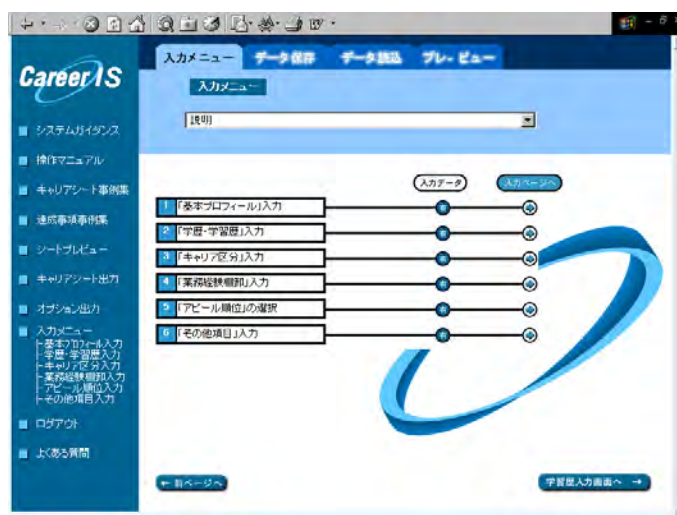 入力メニュー
データ保存
データ読込
プレ・ビュー
CareerIS
入力メニュー
説明
システムガイダンス
操作マニュアル
キャリアシート事例集
達成事項事例集
シートプレビュー
キャリアシート出力
オプション出力
入力メニュー
├基本プロフィール入力
├学歴・学習歴入力
├キャリア区分入力
├業務経験棚卸入力
├アピール順位入力
├その他項目入力
ログアウト
よくある質問
入力データ
入力ページへ
1 「基本プロフィール」入力 有
2 「学歴・学習歴」入力 有
3 「キャリア区分」入力 有
4 「業務経験棚卸」入力 有
5 「アピール順位」の選択 有
6 「その他項目」入力 有
← 前ページへ
学習歴入力画面へ →